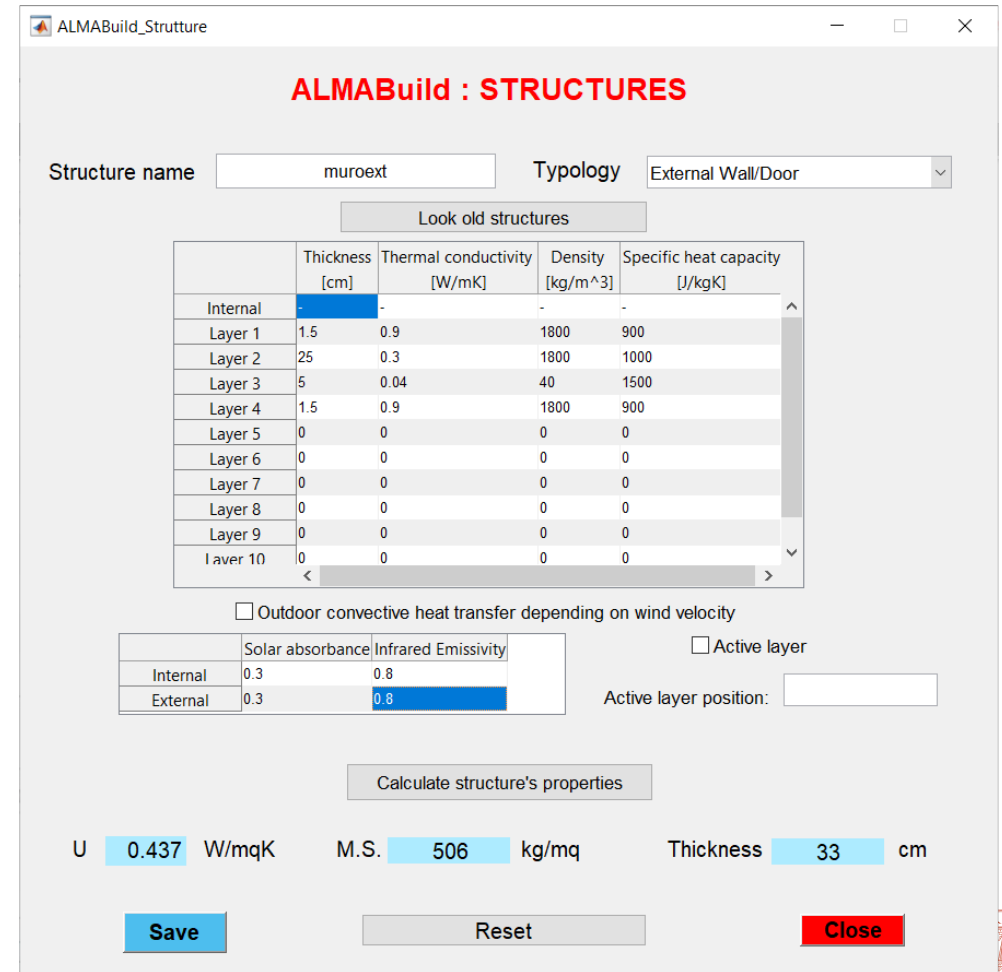 ALMABuild_Strutture
ALMABuild : STRUCTURES
Structure name muroext Typology External Wall/Door
Look old structures
Thickness Thermal conductivity Density Specific heat capacity
[cm] [W/mK] [kg/m^3] [J/kgK]
Internal - - - -
Layer 1 1.5 0.9 1800 900
Layer 2 25 0.3 1800 1000
Layer 3 5 0.04 40 1500
Layer 4 1.5 0.9 1800 900
Layer 5 0 0 0 0
Layer 6 0 0 0 0
Layer 7 0 0 0 0
Layer 8 0 0 0 0
Layer 9 0 0 0 0
Layer 10 0 0 0 0
Outdoor convective heat transfer depending on wind velocity
Solar absorbance Infrared Emissivity
Internal 0.3 0.8
External 0.3 0.8
Active layer
Active layer position:
Calculate structure's properties
U 0.437 W/mqK M.S. 506 kg/mq Thickness 33 cm
Save Reset Close